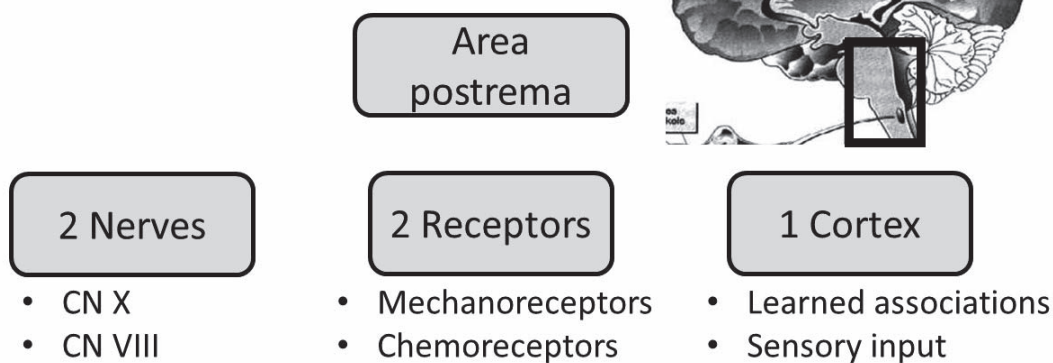 Area
postrema
2 Nerves
2 Receptors
1 Cortex
• CN X
• CN VIII
• Mechanoreceptors
• Chemoreceptors
• Learned associations
• Sensory input